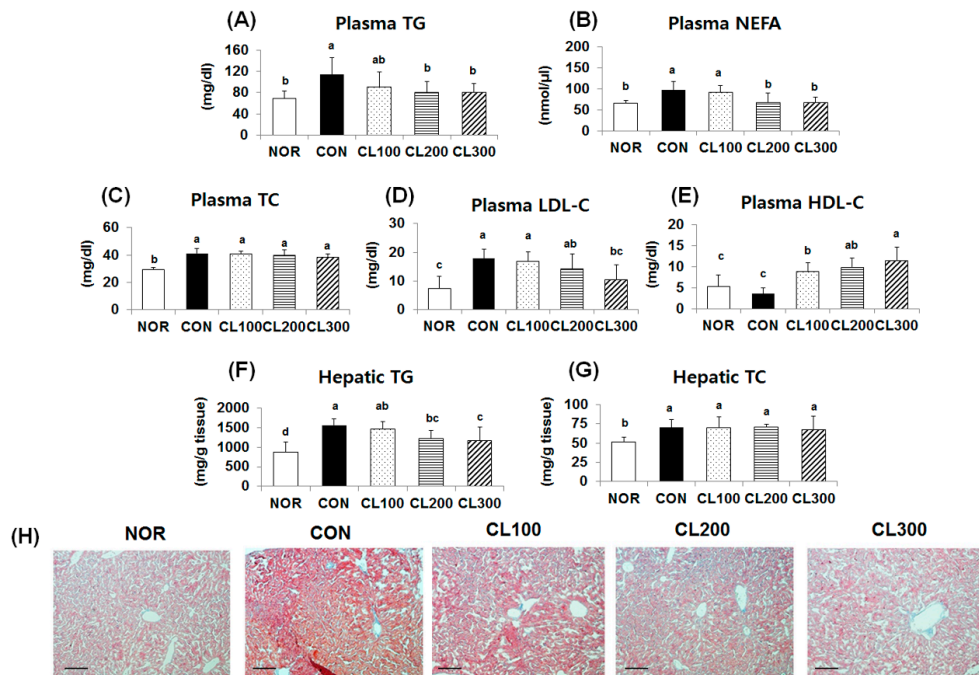 (A) Plasma TG
(mg/dl)
160
120
80
40
0
b a ab b b
NOR CON CL100 CL200 CL300
(B) Plasma NEFA
(nmol/μl)
200
150
100
50
0
b a a b b
NOR CON CL100 CL200 CL300
(C) Plasma TC
(mg/dl)
60
40
20
0
b a a a a
NOR CON CL100 CL200 CL300
(D) Plasma LDL-C
(mg/dl)
30
20
10
0
c a a ab bc
NOR CON CL100 CL200 CL300
(E) Plasma HDL-C
(mg/dl)
20
15
10
5
0
c c b ab a
NOR CON CL100 CL200 CL300
(F) Hepatic TG
(mg/g tissue)
2000
1500
1000
500
0
d a ab bc c
NOR CON CL100 CL200 CL300
(G) Hepatic TC
(mg/g tissue)
100
75
50
25
0
b a a a a
NOR CON CL100 CL200 CL300
(H) NOR CON CL100 CL200 CL300